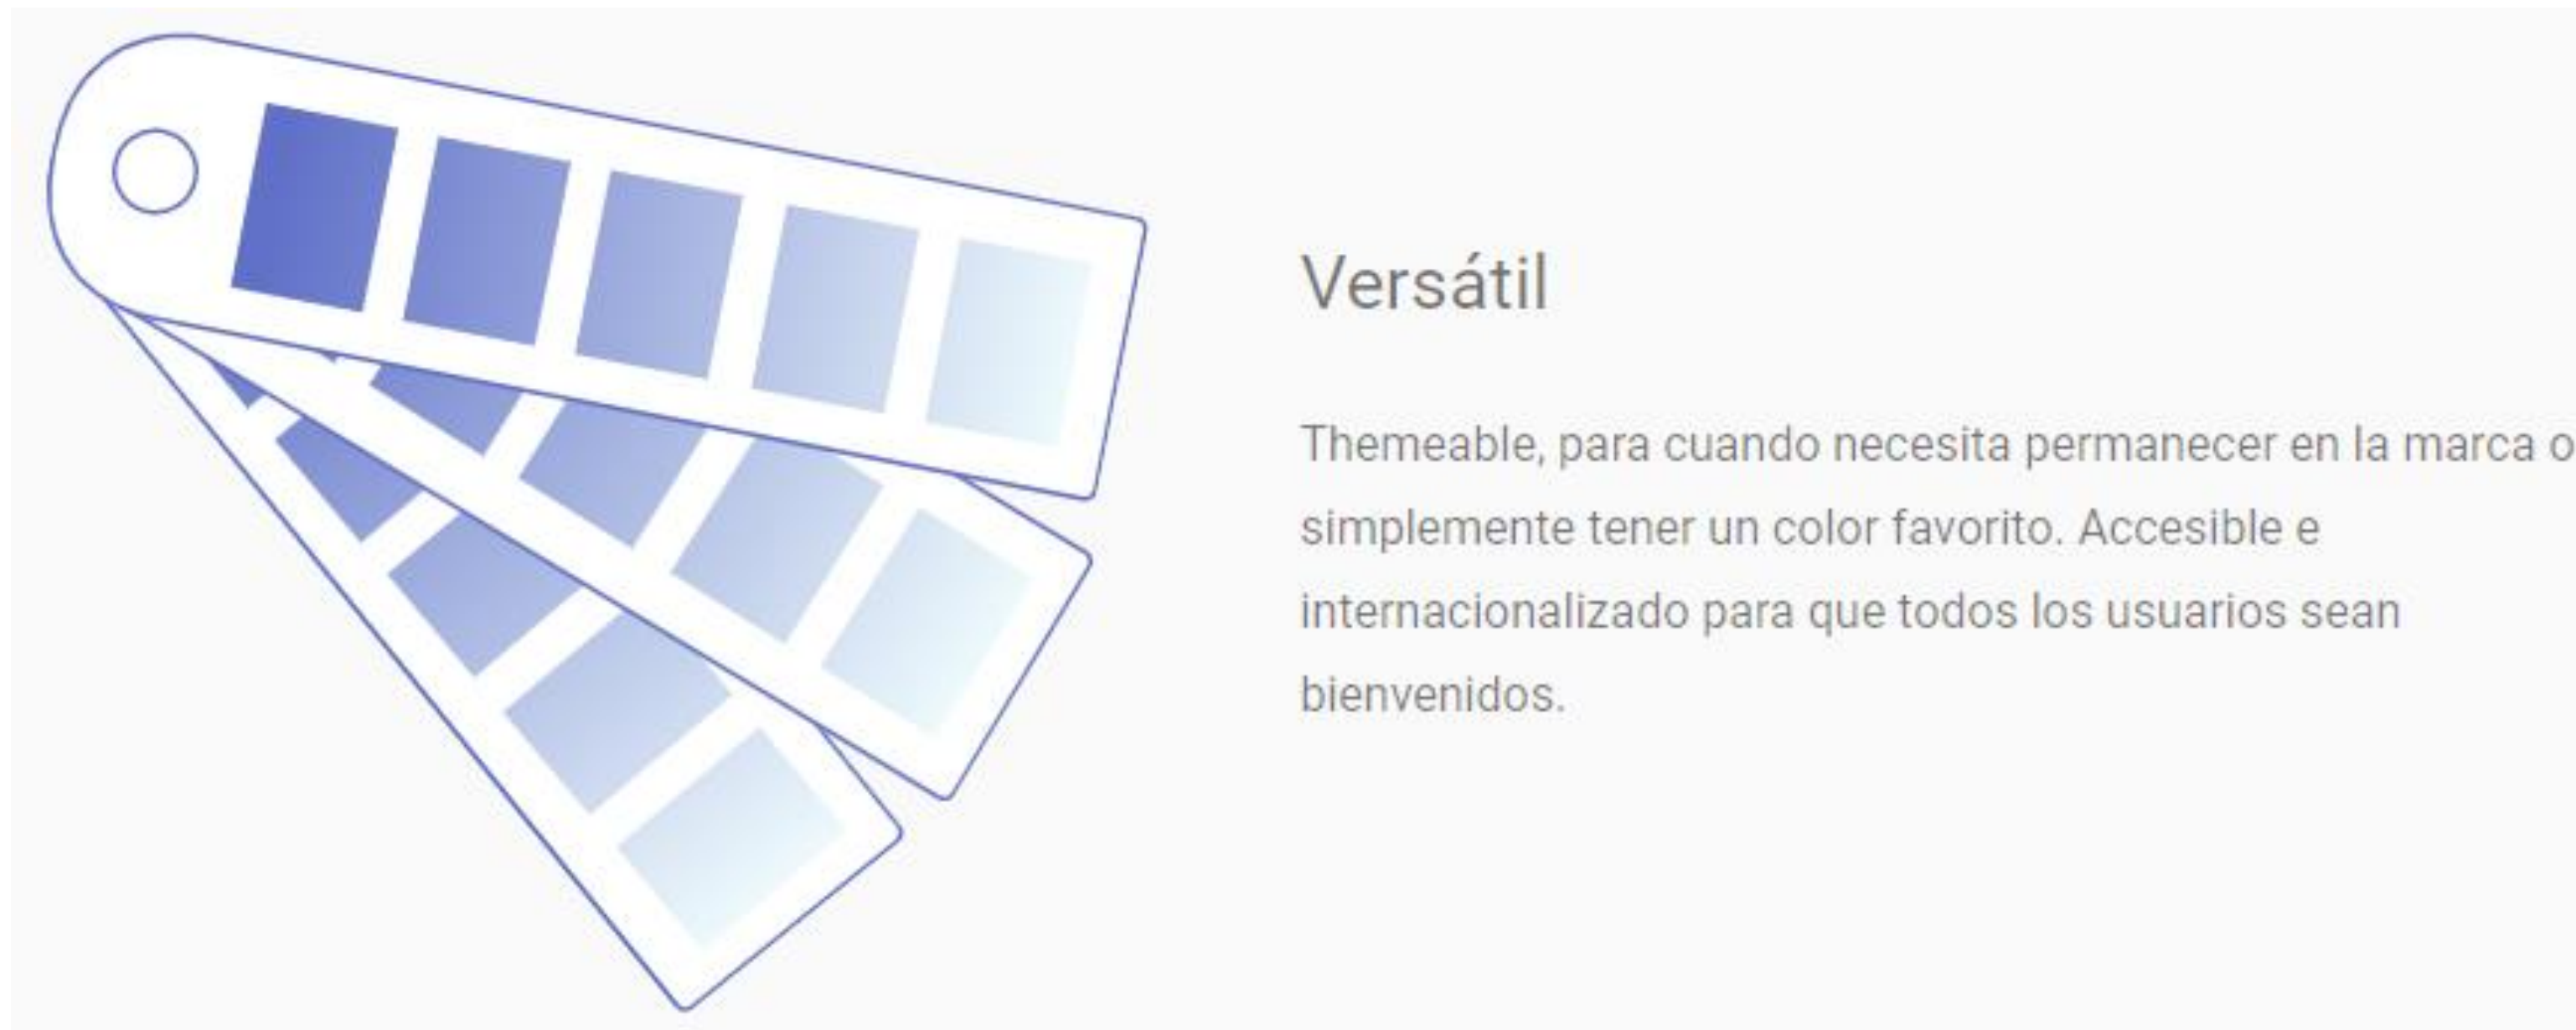 Versátil
Themeable, para cuando necesita permanecer en la marca o
simplemente tener un color favorito. Accesible e
internacionalizado para que todos los usuarios sean
bienvenidos.